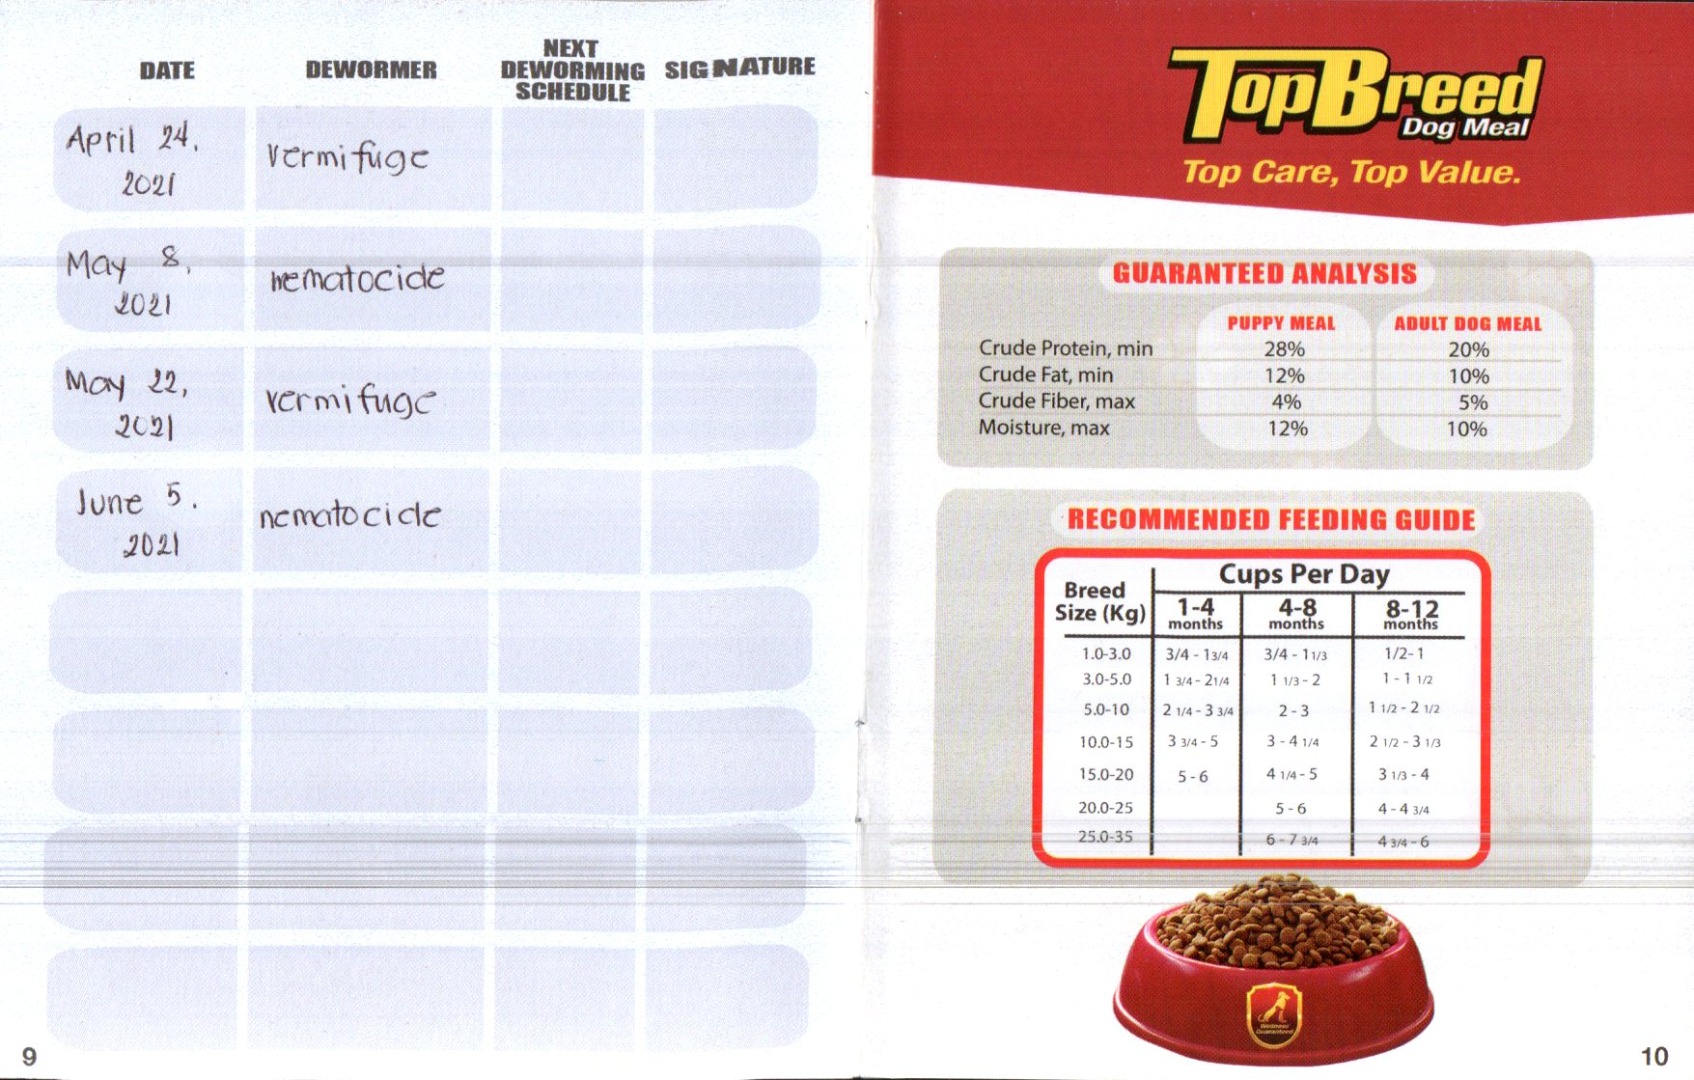 DATE DEWORMER NEXT DEWORMING SCHEDULE SIGNATURE
April 24, 2021 vermifuge
May 8, 2021 nematocide
May 22, 2021 vermifuge
June 5, 2021 nematocide
9
TopBreed
Dog Meal
Top Care, Top Value.
GUARANTEED ANALYSIS
PUPPY MEAL ADULT DOG MEAL
Crude Protein, min 28% 20%
Crude Fat, min 12% 10%
Crude Fiber, max 4% 5%
Moisture, max 12% 10%
RECOMMENDED FEEDING GUIDE
Breed Size (Kg) Cups Per Day
1-4 months 4-8 months 8-12 months
1.0-3.0 3/4 - 1 3/4 3/4 - 1 1/3 1/2- 1
3.0-5.0 1 3/4 - 2 1/4 1 1/3 - 2 1 - 1 1/2
5.0-10 2 1/4 - 3 3/4 2 - 3 1 1/2 - 2 1/2
10.0-15 3 3/4 - 5 3 - 4 1/4 2 1/2 - 3 1/3
15.0-20 5 - 6 4 1/4 - 5 3 1/3 - 4
20.0-25 5 - 6 4 - 4 3/4
25.0-35 6 - 7 3/4 4 3/4 - 6
Wellness
Guaranteed
10